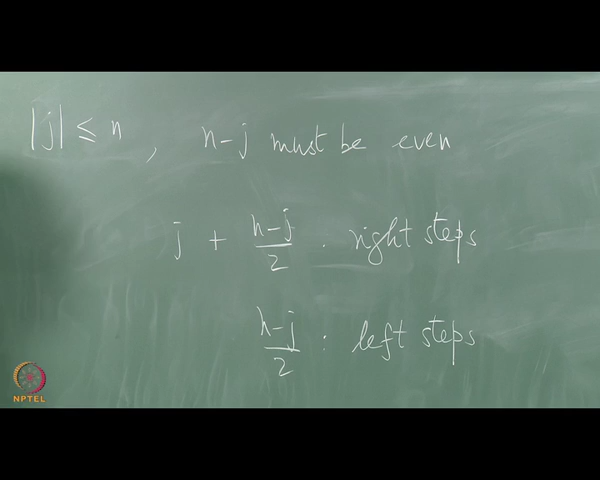 |j| ≤ n , n-j must be even
j + n-j/2 . right steps
n-j/2 : left steps
NPTEL